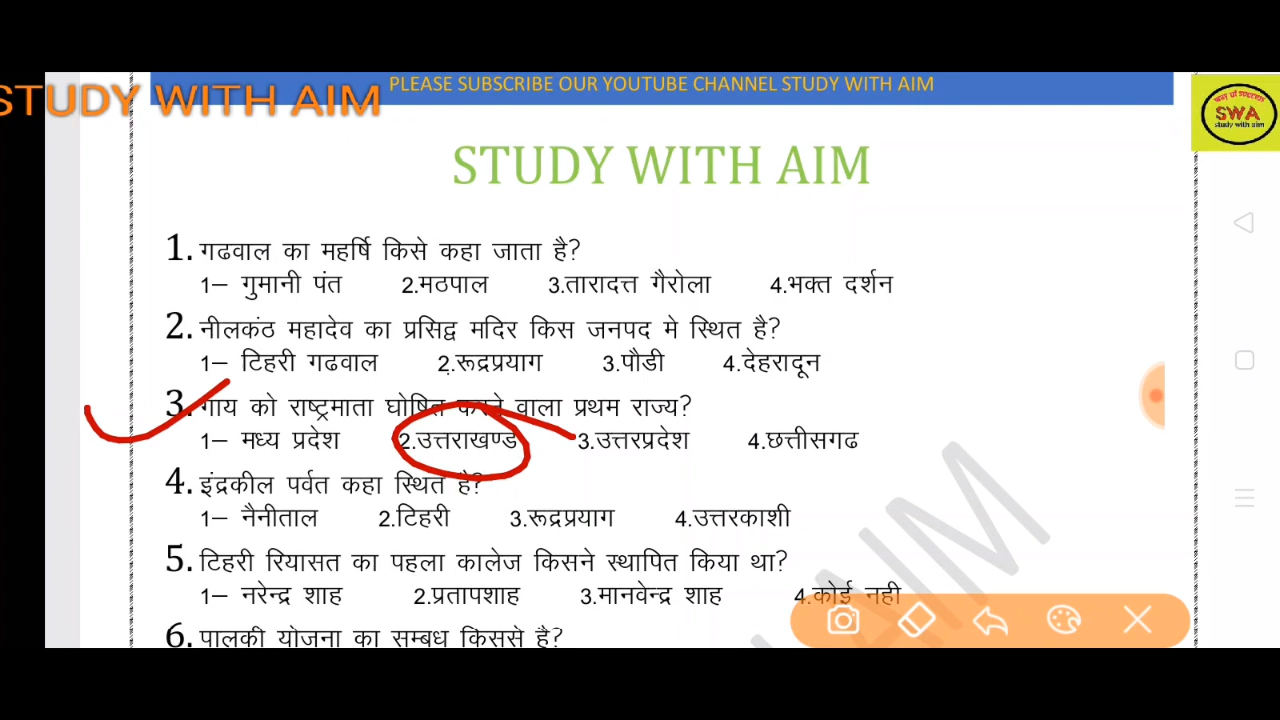 PLEASE SUBSCRIBE OUR YOUTUBE CHANNEL STUDY WITH AIM
STUDY WITH AIM
SWA
study with aim
STUDY WITH AIM
1. गढवाल का महर्षि किसे कहा जाता है?
1– गुमानी पंत 2.मठपाल 3.तारादत्त गैरोला 4.भक्त दर्शन
2. नीलकंठ महादेव का प्रसिद्व मदिर किस जनपद मे स्थित है?
1– टिहरी गढवाल 2.रूद्रप्रयाग 3.पौडी 4.देहरादून
3. गाय को राष्ट्रमाता घोषित करने वाला प्रथम राज्य?
1– मध्य प्रदेश 2.उत्तराखण्ड 3.उत्तरप्रदेश 4.छत्तीसगढ
4. इंद्रकील पर्वत कहा स्थित है?
1– नैनीताल 2.टिहरी 3.रूद्रप्रयाग 4.उत्तरकाशी
5. टिहरी रियासत का पहला कालेज किसने स्थापित किया था?
1– नरेन्द्र शाह 2.प्रतापशाह 3.मानवेन्द्र शाह 4.कोई नही
6. पालकी योजना का सम्बध किससे है?
AIM